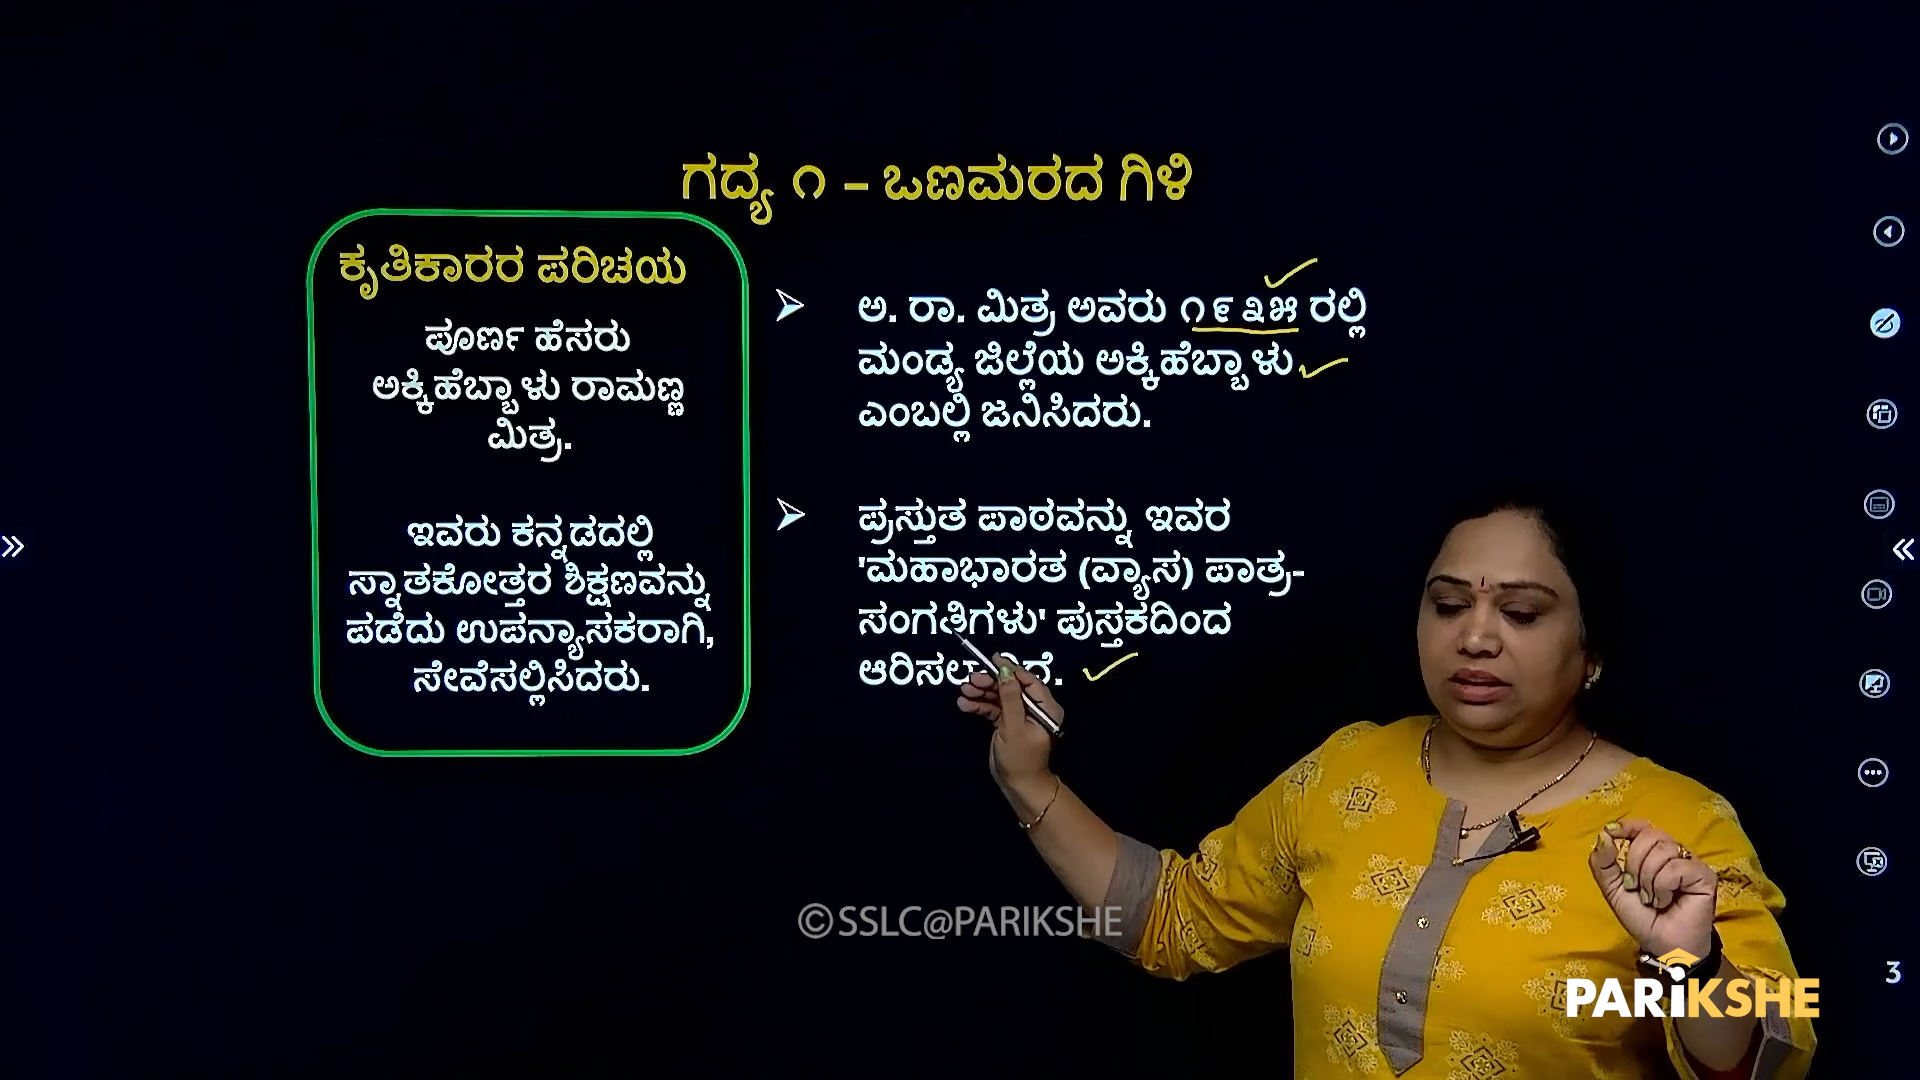 ಗದ್ಯ ೧ – ಒಣಮರದ ಗಿಳಿ
ಕೃತಿಕಾರರ ಪರಿಚಯ
ಪೂರ್ಣ ಹೆಸರು
ಅಕ್ಕಿಹೆಬ್ಬಾಳು ರಾಮಣ್ಣ
ಮಿತ್ರ.
ಇವರು ಕನ್ನಡದಲ್ಲಿ
ಸ್ನಾತಕೋತ್ತರ ಶಿಕ್ಷಣವನ್ನು
ಪಡೆದು ಉಪನ್ಯಾಸಕರಾಗಿ,
ಸೇವೆಸಲ್ಲಿಸಿದರು.
ಅ. ರಾ. ಮಿತ್ರ ಅವರು ೧೯೩೫ ರಲ್ಲಿ
ಮಂಡ್ಯ ಜಿಲ್ಲೆಯ ಅಕ್ಕಿಹೆಬ್ಬಾಳು
ಎಂಬಲ್ಲಿ ಜನಿಸಿದರು.
ಪ್ರಸ್ತುತ ಪಾಠವನ್ನು ಇವರ
'ಮಹಾಭಾರತ (ವ್ಯಾಸ) ಪಾತ್ರ-
ಸಂಗತಿಗಳು' ಪುಸ್ತಕದಿಂದ
©SSLC@PARIKSHE
PARIKSHE
3